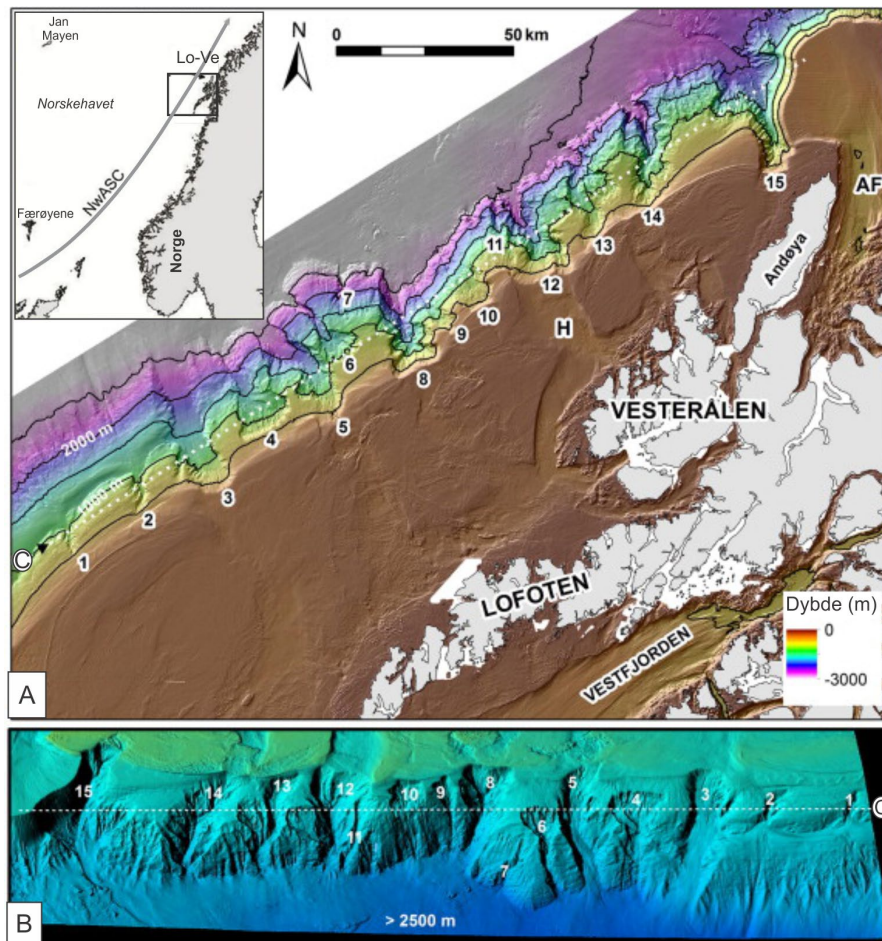 Jan
Mayen
Lo-Ve
Norskehavet
NwASC
Færøyene
Norge
N
0
50 km
15
AF
14
13
Andøya
11
12
7
H
10
9
6
8
VESTERÅLEN
5
4
2000 m
3
2
1
C
LOFOTEN
VESTFJORDEN
Dybde (m)
0
-3000
A
15
14
13
12
10
9
8
5
4
3
2
1
C
11
6
7
> 2500 m
B